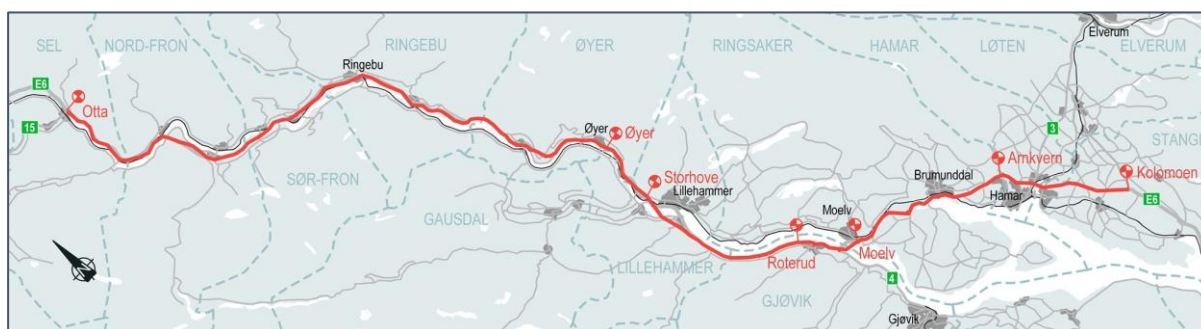 SEL
NORD-FRON
RINGEBU
ØYER
RINGSAKER
HAMAR
LØTEN
ELVERUM
Elverum
E6
Otta
15
Ringebu
Øyer
Øyer
Storhove
Lillehammer
SØR-FRON
GAUSDAL
LILLEHAMMER
Roterud
Moelv
Moelv
GJØVIK
4
Gjøvik
Brumunddal
Arnkvern
Hamar
3
STANGE
Kolomoen
E6